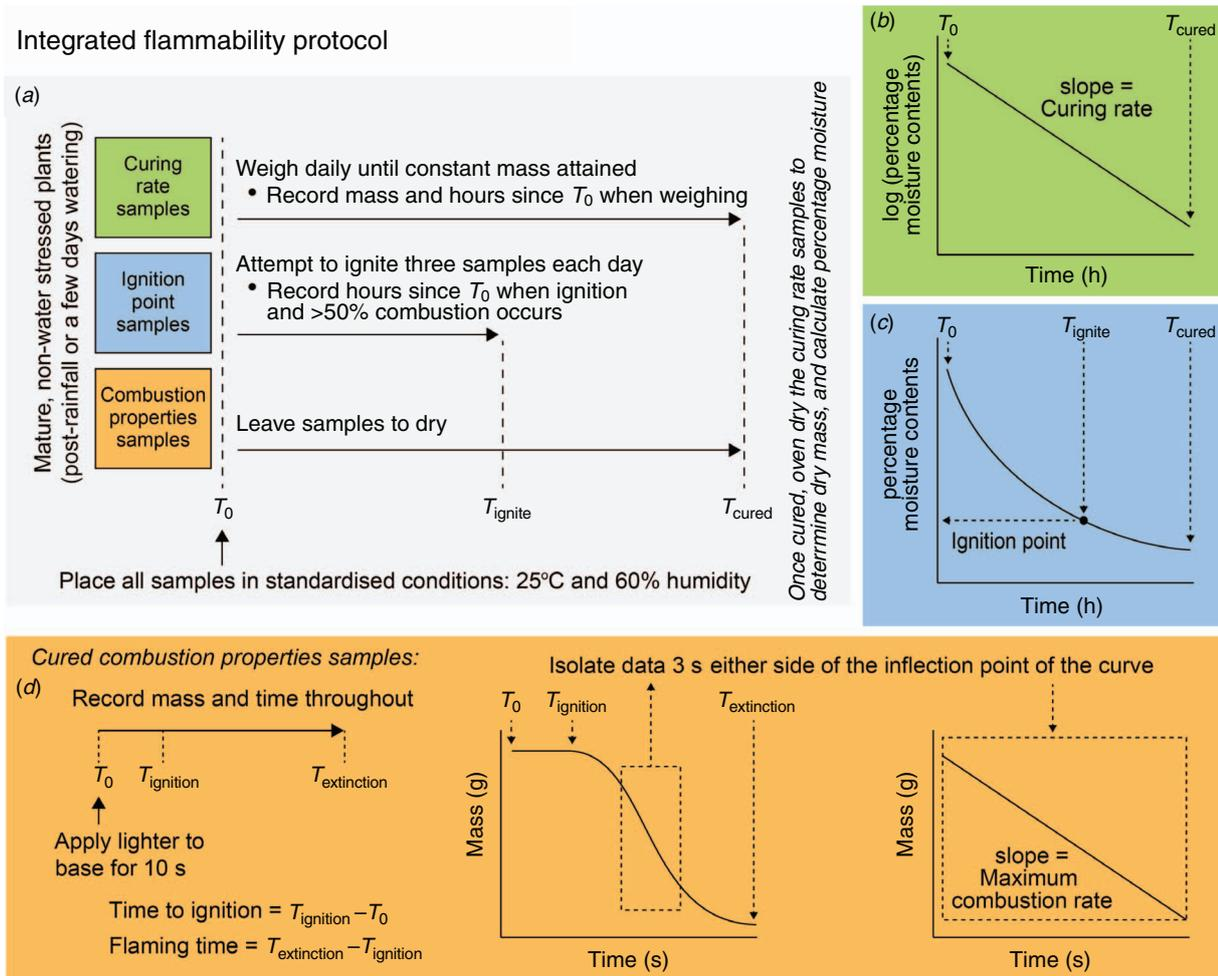 Integrated flammability protocol
(a)
Mature, non-water stressed plants
(post-rainfall or a few days watering)
Curing
rate
samples
Weigh daily until constant mass attained
• Record mass and hours since T0 when weighing
Ignition
point
samples
Attempt to ignite three samples each day
• Record hours since T0 when ignition
and >50% combustion occurs
Combustion
properties
samples
Leave samples to dry
T0
Tignite
Tcured
Place all samples in standardised conditions: 25ºC and 60% humidity
Once cured, oven dry the curing rate samples to
determine dry mass, and calculate percentage moisture
(b)
T0
Tcured
log (percentage
moisture contents)
slope =
Curing rate
Time (h)
(c)
T0
Tignite
Tcured
percentage
moisture contents
Ignition point
Time (h)
Cured combustion properties samples:
(d)
Record mass and time throughout
T0
Tignition
Textinction
Apply lighter to
base for 10 s
Time to ignition = Tignition – T0
Flaming time = Textinction – Tignition
Isolate data 3 s either side of the inflection point of the curve
T0
Tignition
Textinction
Mass (g)
Time (s)
Mass (g)
slope =
Maximum
combustion rate
Time (s)